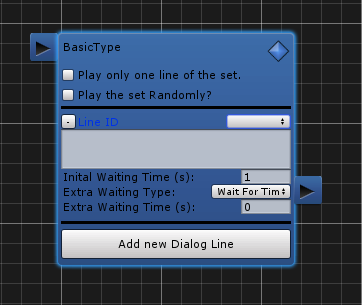 BasicType
Play only one line of the set.
Play the set Randomly?
- Line ID
Inital Waiting Time (s): 1
Extra Waiting Type: Wait For Tim
Extra Waiting Time (s): 0
Add new Dialog Line